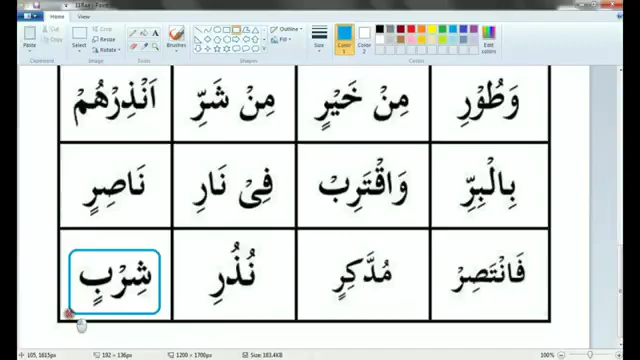 118aa - Paint
Home
View
Cut
Copy
Paste
Clipboard
Crop
Resize
Rotate
Select
Image
Tools
Brushes
Outline
Fill
Shapes
Size
Color 1
Color 2
Edit colors
Colors
وَطُوْرِ مِنْ خَيْرٍ مِنْ شَرِّ اَنْذِرْهُمْ
بِالْبِرِّ وَاقْتَرِبْ فِىْ نَارِ نَاصِرٍ
فَانْتَصِرْ مُدَّكِرٍ نُذُرِ شِرْبٍ
105, 1615px
192 × 136px
1200 × 1700px
Size: 183.4KB
100%